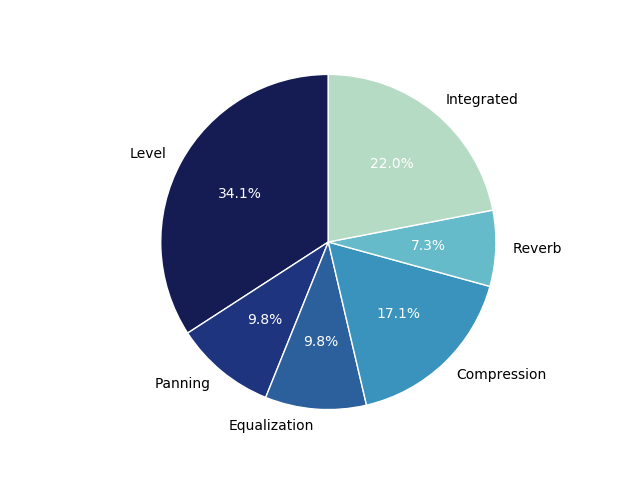 Integrated
22.0%
Level
34.1%
Reverb
7.3%
Compression
17.1%
Panning
9.8%
Equalization
9.8%